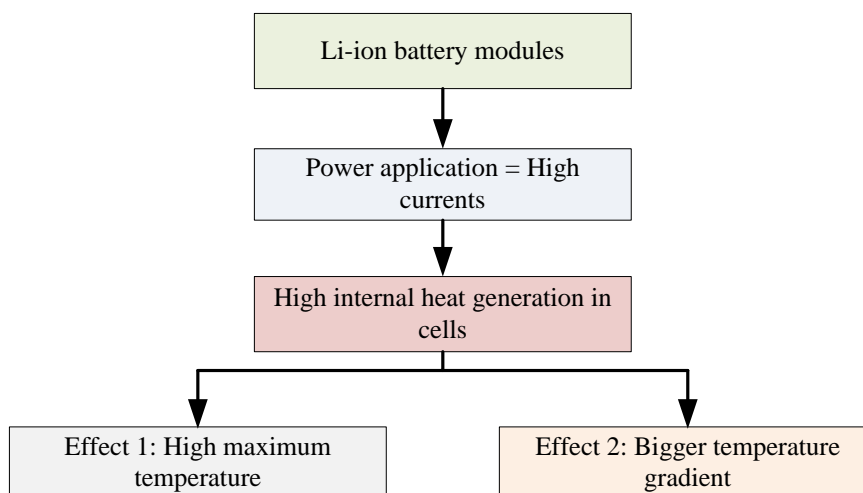 Li-ion battery modules
Power application = High
currents
High internal heat generation in
cells
Effect 1: High maximum
temperature
Effect 2: Bigger temperature
gradient